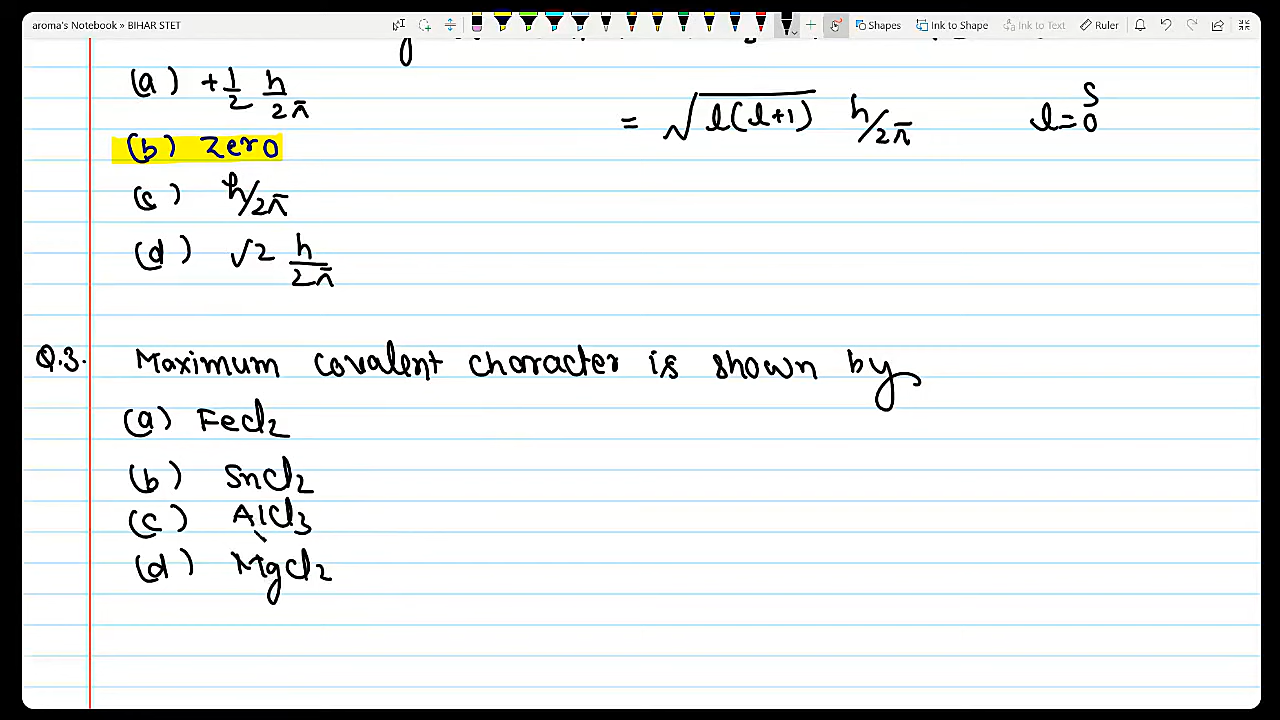 aroma's Notebook » BIHAR STET
Shapes Ink to Shape Ink to Text Ruler
(a) +1/2 h/2π
= √l(l+1) h/2π l=0 s
(b) Zero
(c) h/2π
(d) √2 h/2π
Q.3. Maximum covalent character is shown by
(a) FeCl2
(b) SnCl2
(c) AlCl3
(d) MgCl2